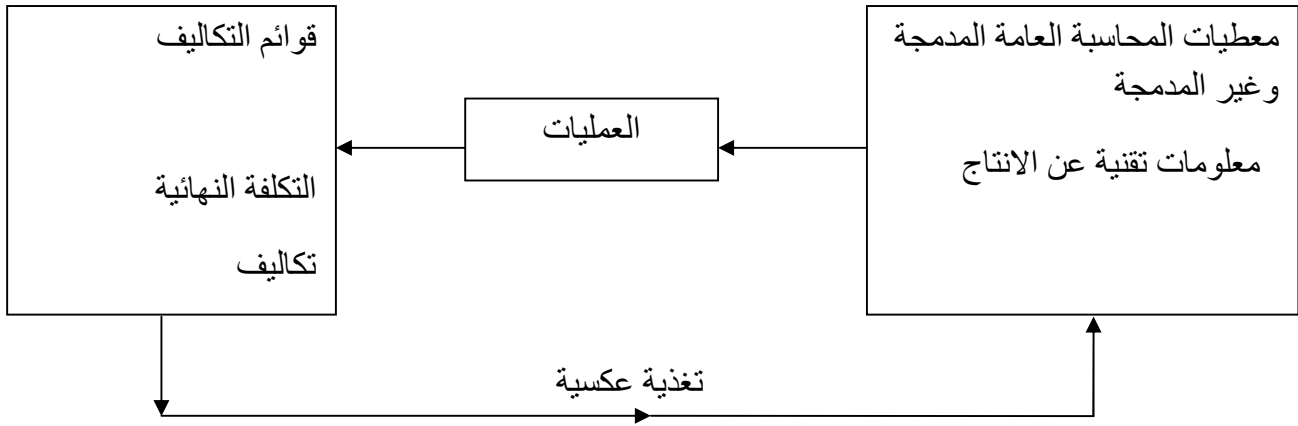 معطيات المحاسبة العامة المدمجة
وغير المدمجة
معلومات تقنية عن الانتاج
العمليات
قوائم التكاليف
التكلفة النهائية
تكاليف
تغذية عكسية